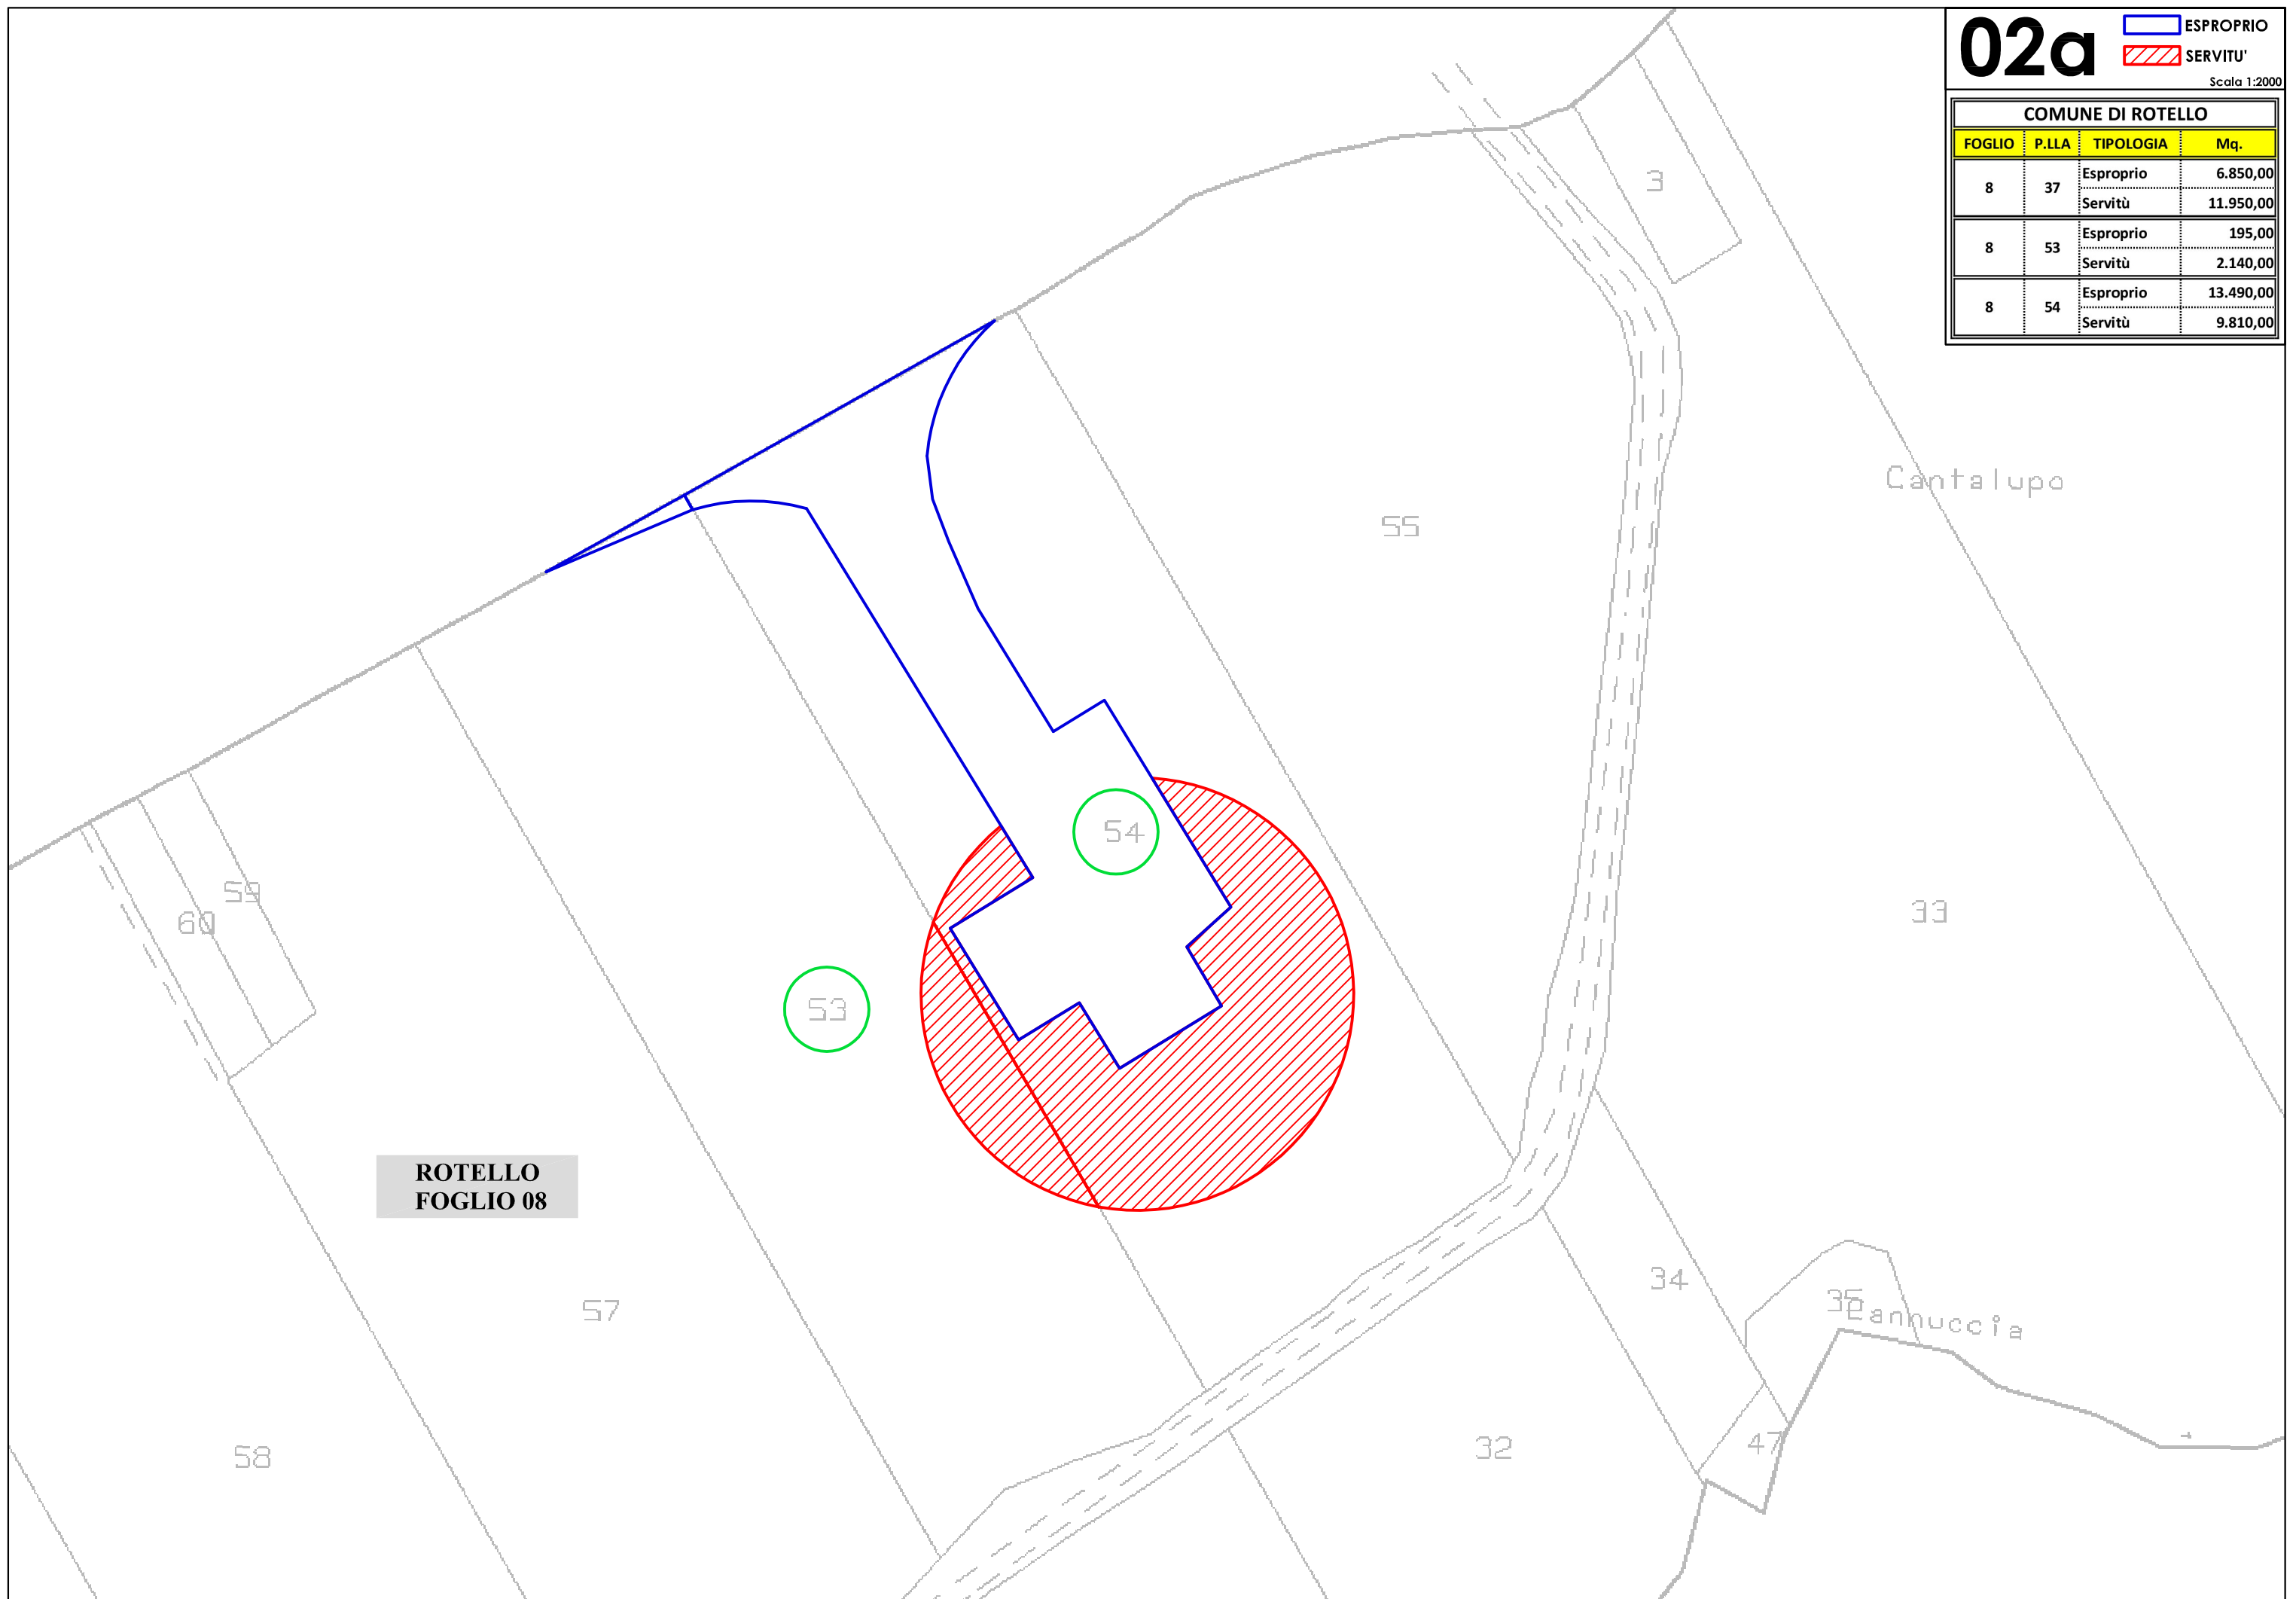 02a
ESPROPRIO
SERVITU'
Scala 1:2000
COMUNE DI ROTELLO
FOGLIO P.LLA TIPOLOGIA Mq.
8 37 Esproprio 6.850,00
Servitù 11.950,00
8 53 Esproprio 195,00
Servitù 2.140,00
8 54 Esproprio 13.490,00
Servitù 9.810,00
3
Cantalupo
55
54
59
60
33
53
ROTELLO
FOGLIO 08
34
35
Cannuccia
57
32
47
58